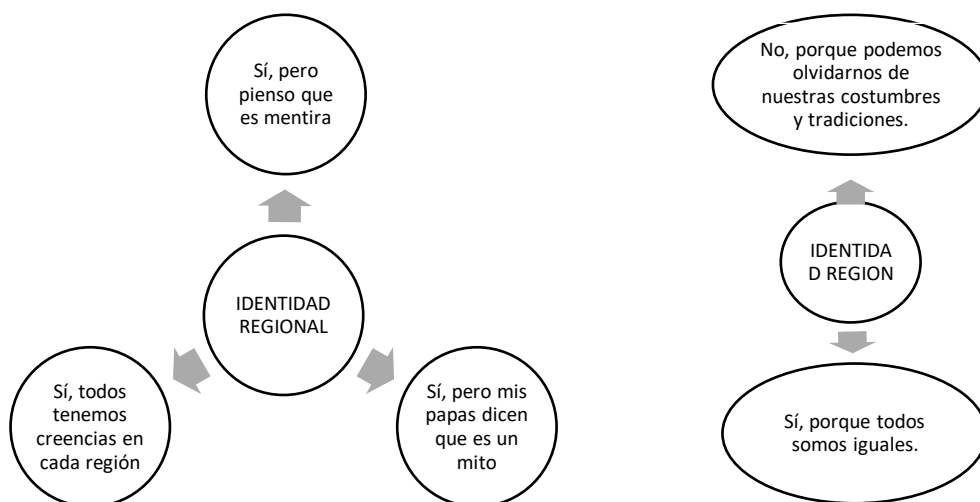 Sí, pero
pienso que
es mentira
IDENTIDAD
REGIONAL
Sí, todos
tenemos
creencias en
cada región
Sí, pero mis
papas dicen
que es un
mito
No, porque podemos
olvidarnos de
nuestras costumbres
y tradiciones.
IDENTIDA
D REGION
Sí, porque todos
somos iguales.